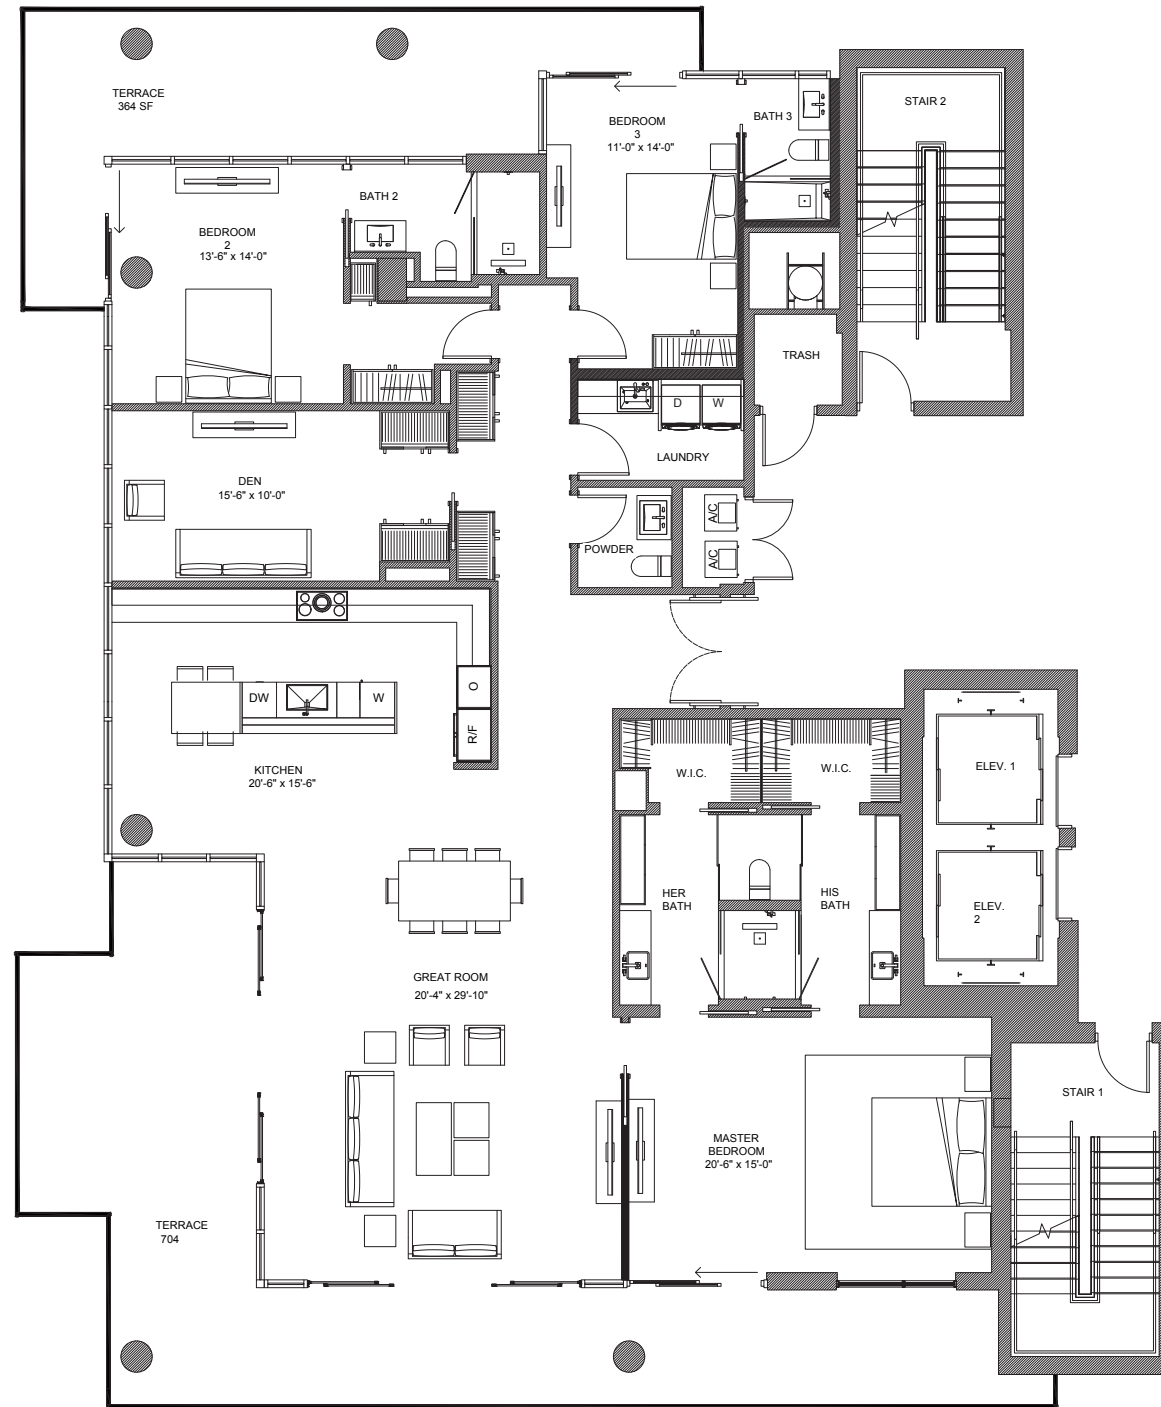 TERRACE
364 SF
STAIR 2
BEDROOM
3
11'-0" x 14'-0"
BATH 3
BATH 2
BEDROOM
2
13'-6" x 14'-0"
TRASH
D
W
LAUNDRY
DEN
15'-6" x 10'-0"
A/C
A/C
POWDER
DW
W
O
R/F
KITCHEN
20'-6" x 15'-6"
W.I.C.
W.I.C.
ELEV. 1
HER
BATH
HIS
BATH
ELEV.
2
GREAT ROOM
20'-4" x 29'-10"
STAIR 1
MASTER
BEDROOM
20'-6" x 15'-0"
TERRACE
704